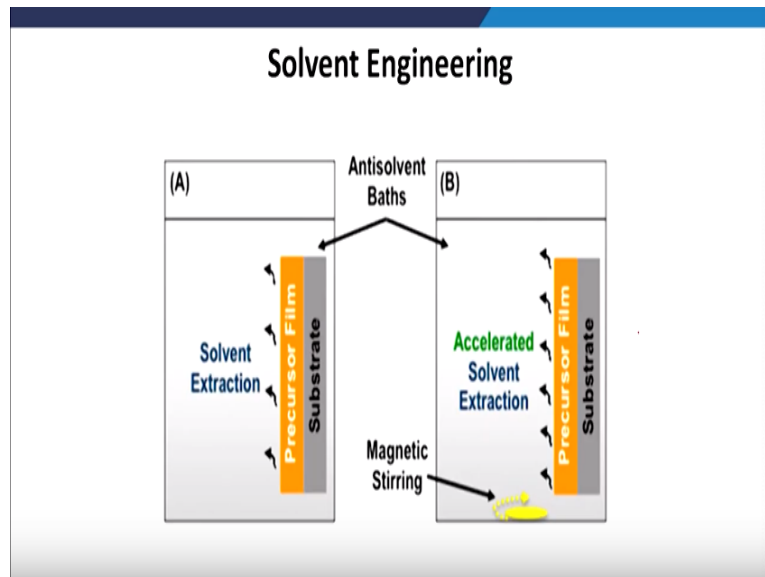 Solvent Engineering
(A)
Antisolvent
Baths
(B)
Solvent
Extraction
Precursor Film
Substrate
Accelerated
Solvent
Extraction
Precursor Film
Substrate
Magnetic
Stirring